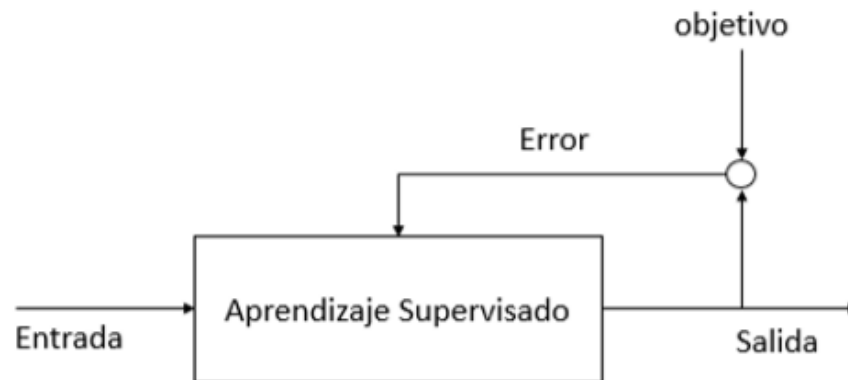 objetivo
Error
Aprendizaje Supervisado
Entrada
Salida